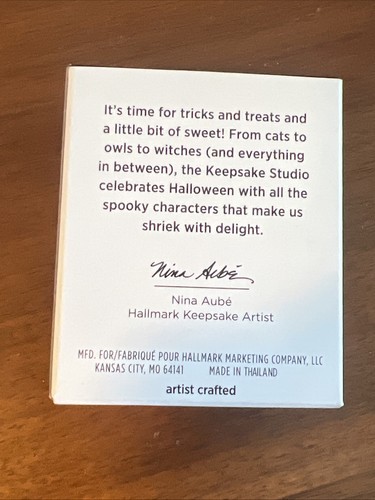 It's time for tricks and treats and
a little bit of sweet! From cats to
owls to witches (and everything
in between), the Keepsake Studio
celebrates Halloween with all the
spooky characters that make us
shriek with delight.
Nina Aubé
Nina Aubé
Hallmark Keepsake Artist
MFD. FOR/FABRIQUÉ POUR HALLMARK MARKETING COMPANY, LLC
KANSAS CITY, MO 64141 MADE IN THAILAND
artist crafted